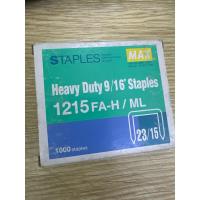 STAPLES
MAX
Heavy Duty 9/16" Staples
1215 FA-H / ML
23/15
1000 staples